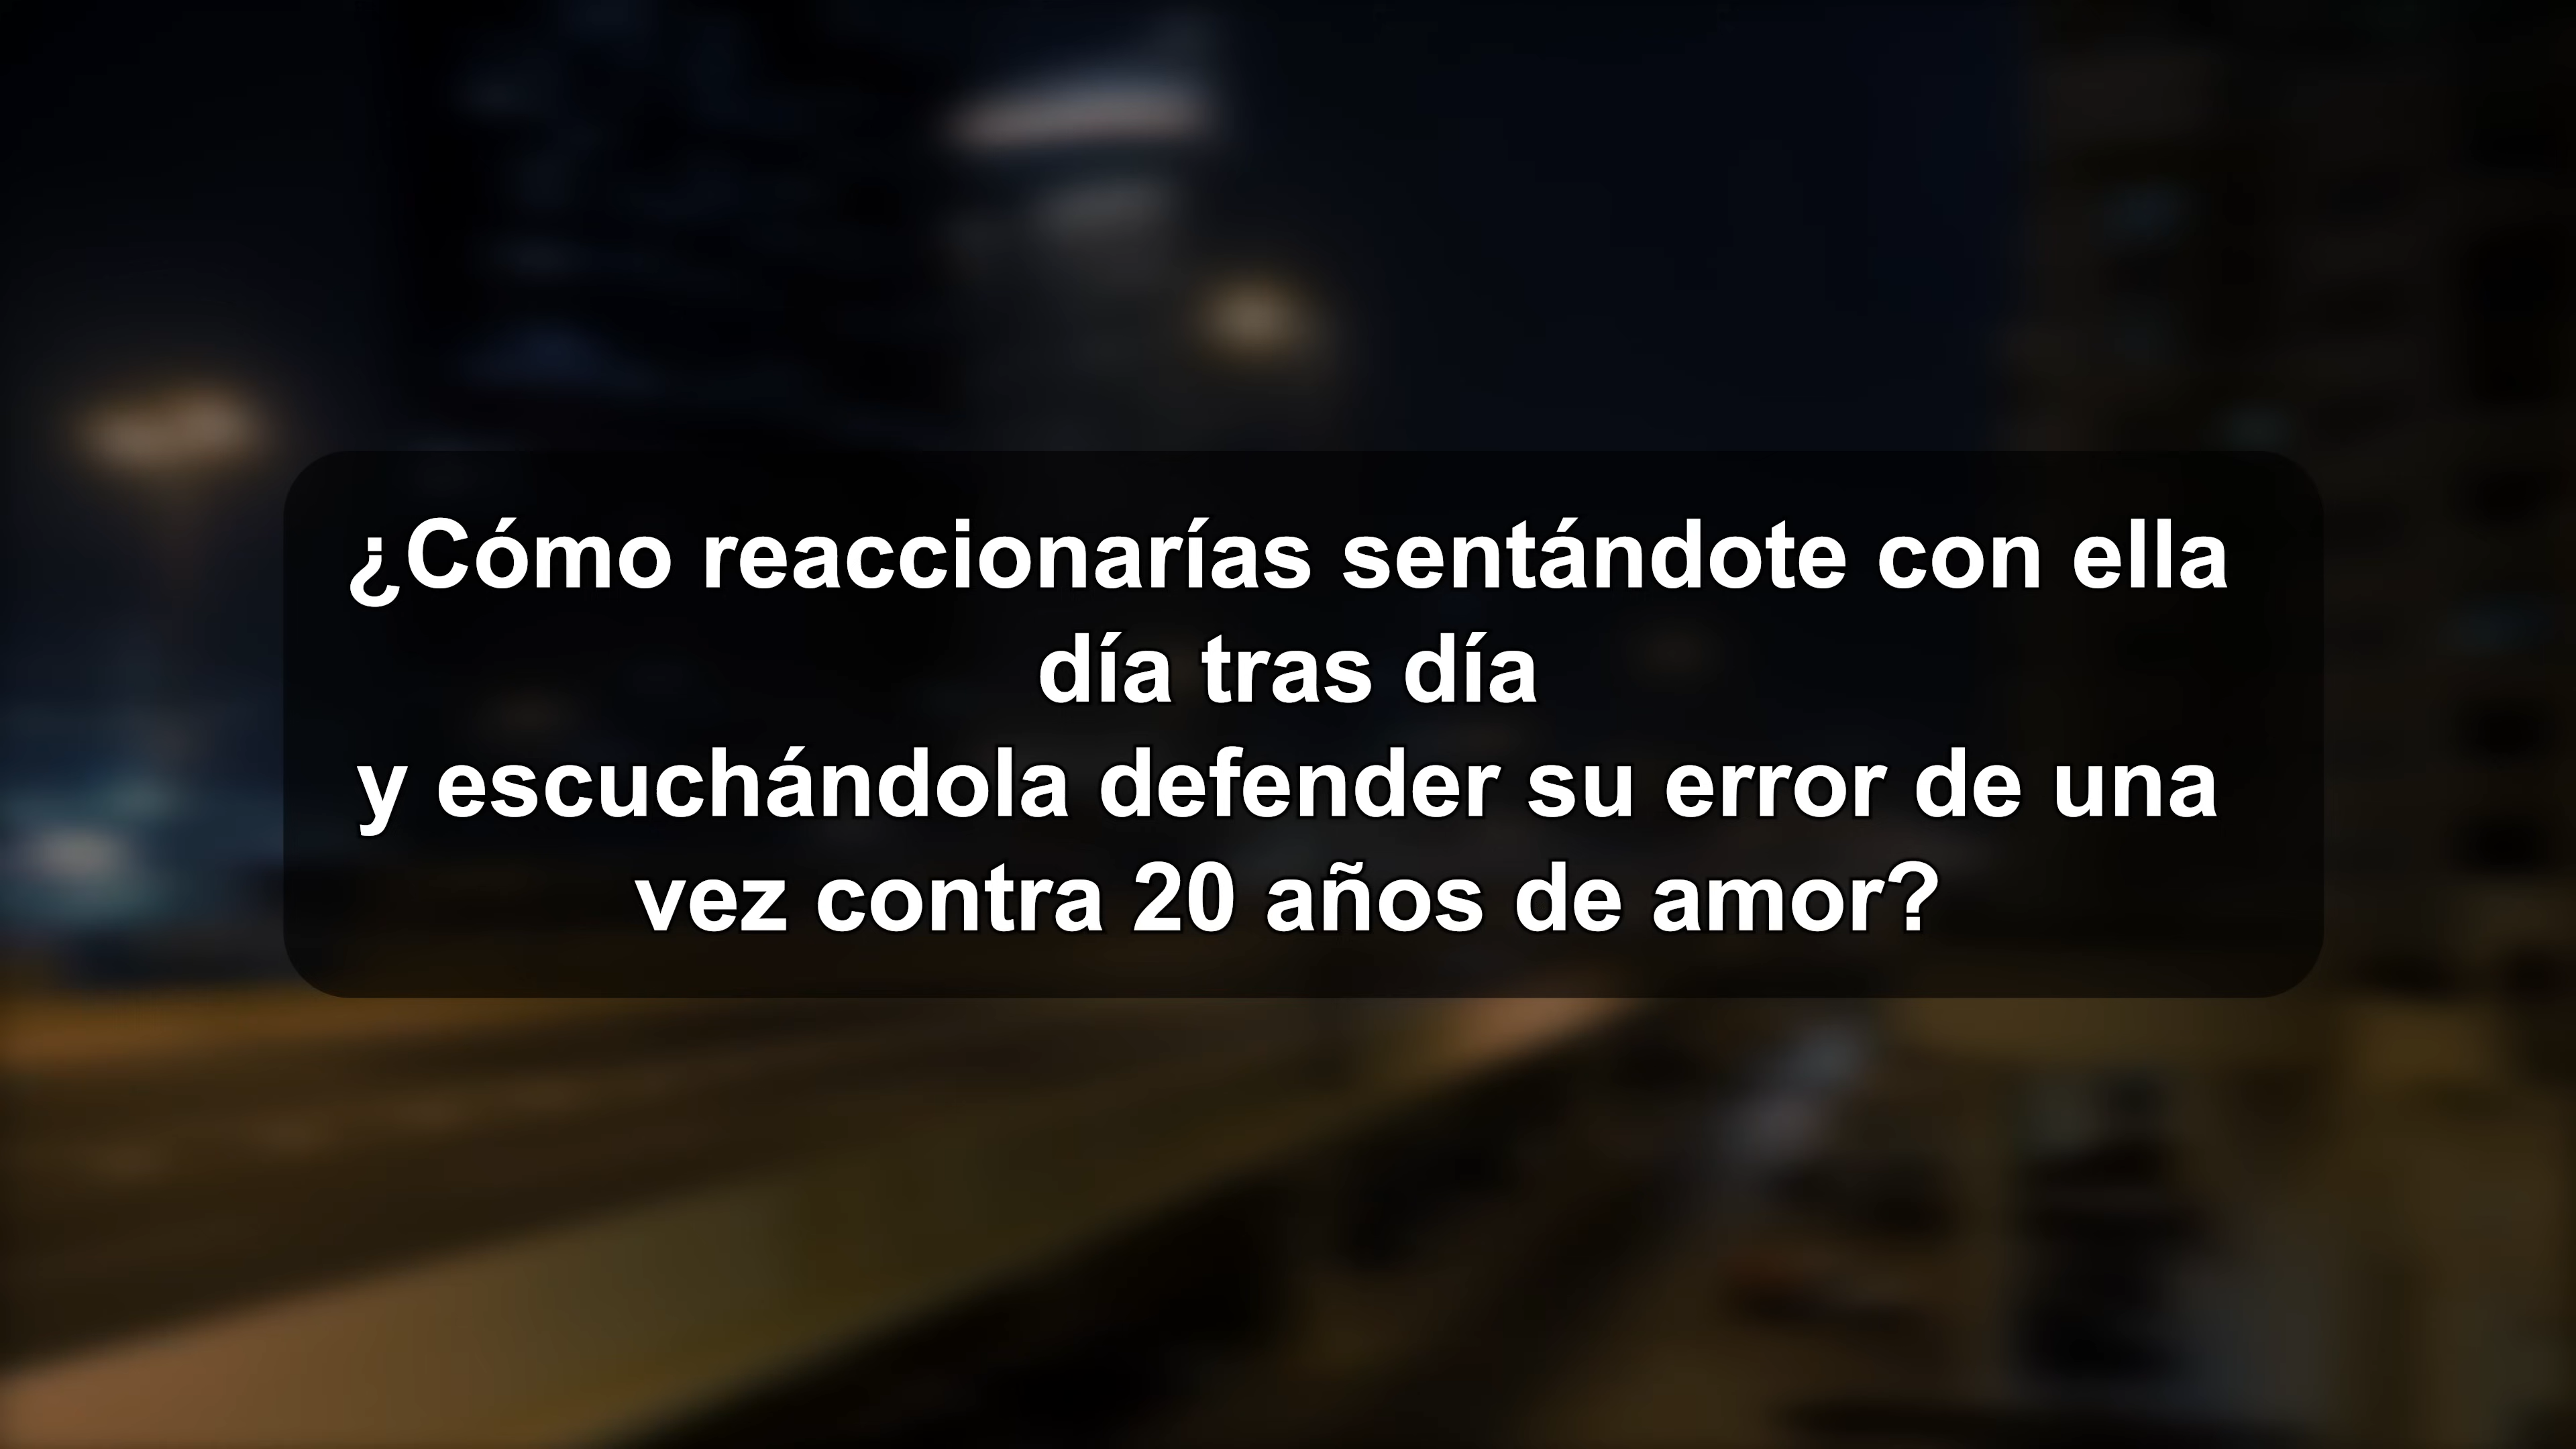 ¿Cómo reaccionarías sentándote con ella
día tras día
y escuchándola defender su error de una
vez contra 20 años de amor?